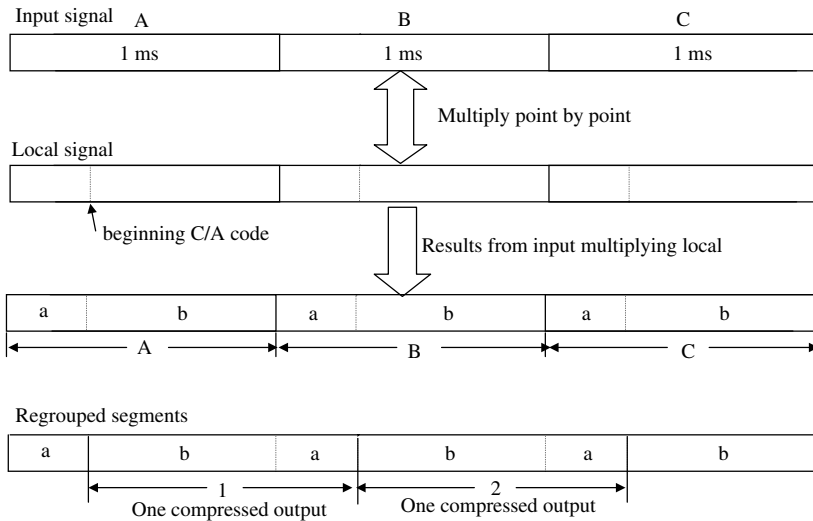 Input signal
A B C
1 ms 1 ms 1 ms
Multiply point by point
Local signal
beginning C/A code
Results from input multiplying local
a b a b a b
A B C
Regrouped segments
a b a b a b
1 2
One compressed output One compressed output